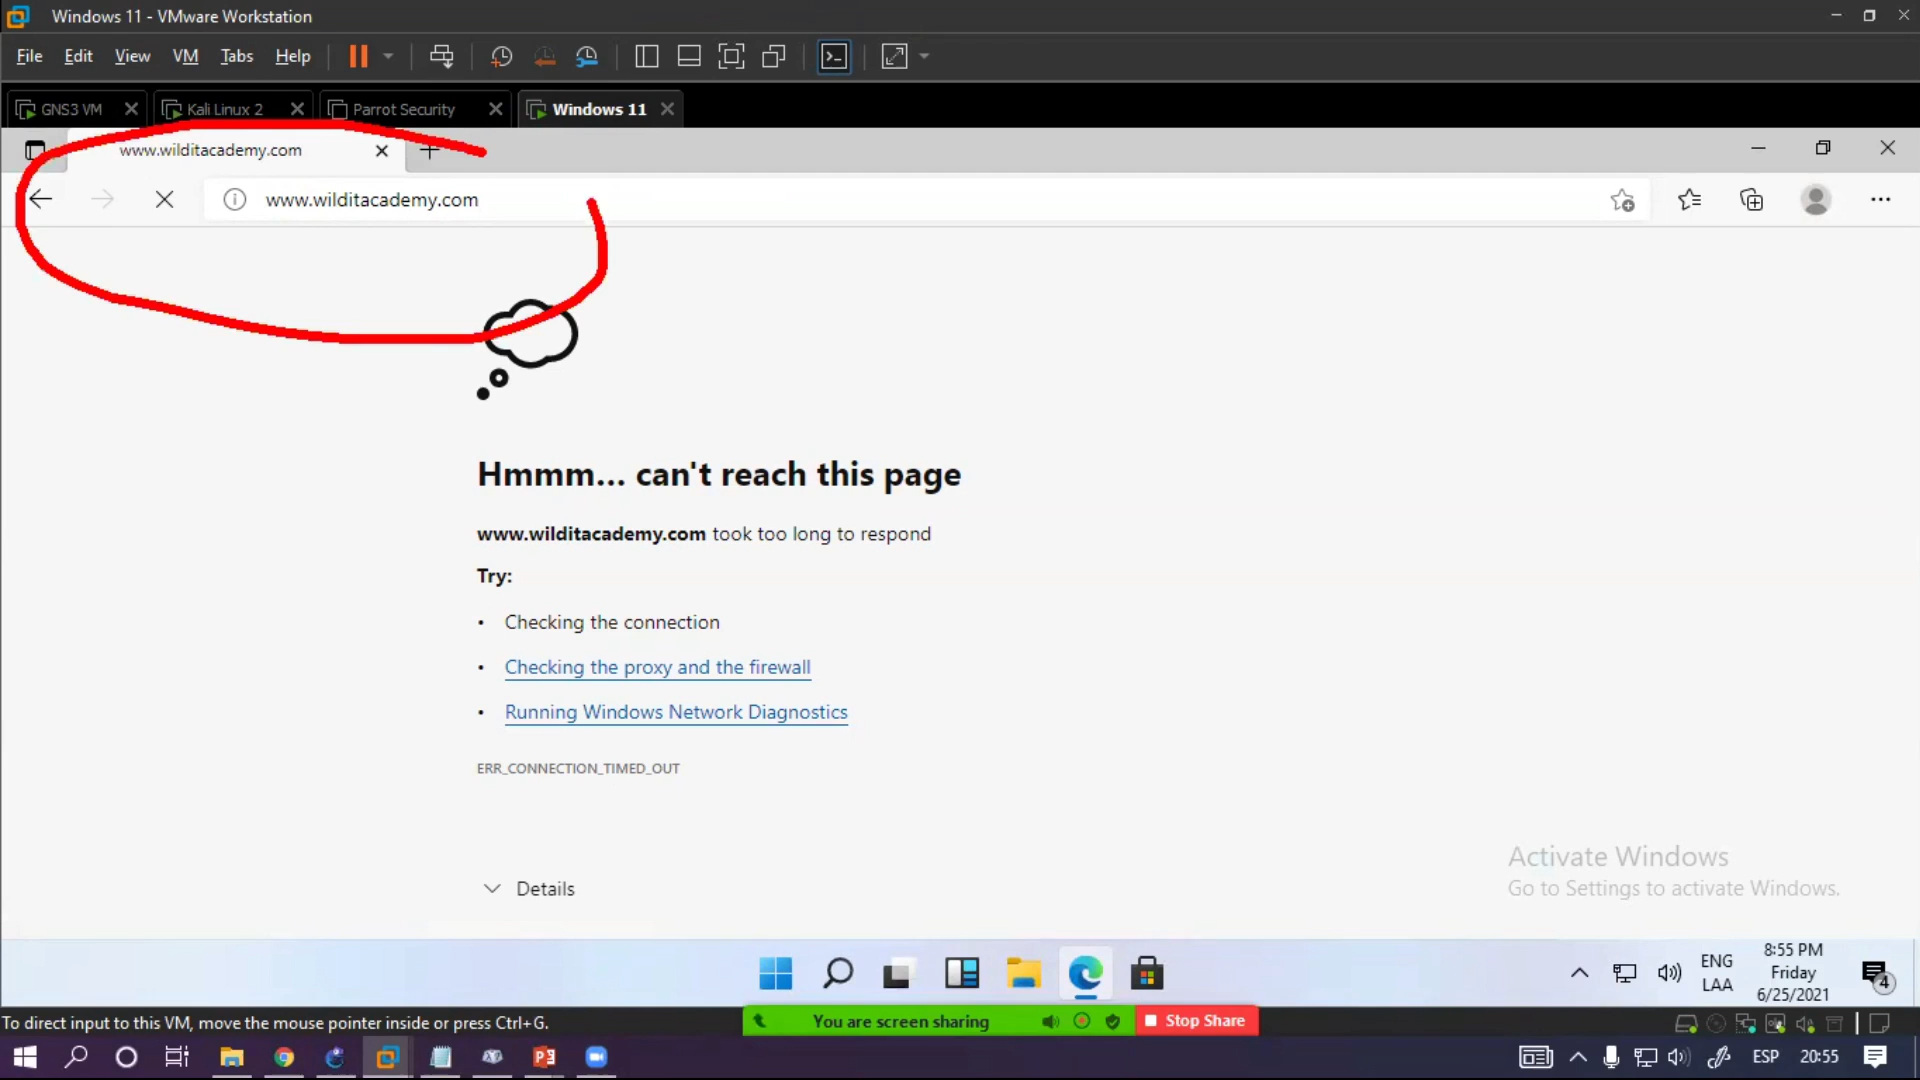 Windows 11 - VMware Workstation
File Edit View VM Tabs Help
GNS3 VM Kali Linux 2 Parrot Security Windows 11
www.wilditacademy.com
www.wilditacademy.com
Hmmm... can't reach this page
www.wilditacademy.com took too long to respond
Try:
• Checking the connection
• Checking the proxy and the firewall
• Running Windows Network Diagnostics
ERR_CONNECTION_TIMED_OUT
Details
Activate Windows
Go to Settings to activate Windows.
ENG
LAA
8:55 PM
Friday
6/25/2021
4
To direct input to this VM, move the mouse pointer inside or press Ctrl+G.
You are screen sharing
Stop Share
ESP 20:55